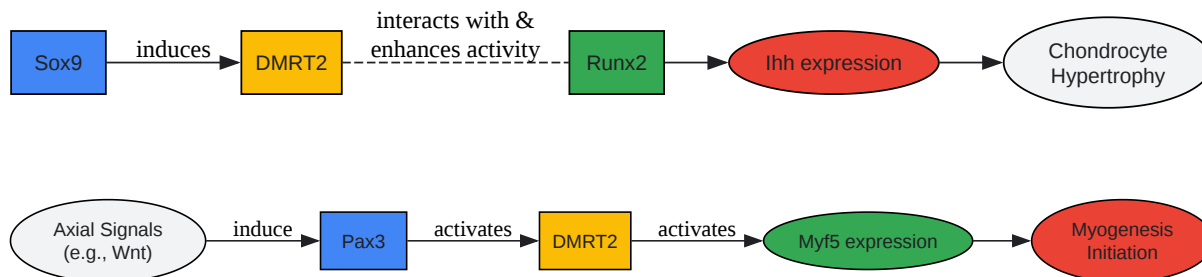 interacts with &
enhances activity
Sox9
induces
DMRT2
Runx2
Ihh expression
Chondrocyte
Hypertrophy
Axial Signals
(e.g., Wnt)
induce
Pax3
activates
DMRT2
activates
Myf5 expression
Myogenesis
Initiation